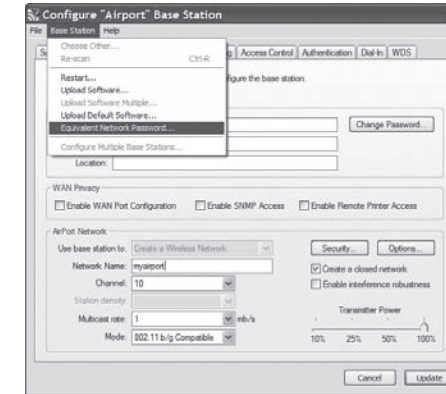 Configure "Airport" Base Station
File Base Station Help
Choose Other...
Re-scan Ctrl-R
Restart...
Upload Software...
Upload Software Multiple...
Upload Default Software...
Equivalent Network Password...
Configure Multiple Base Stations...
Access Control Authentication Dial-In WDS
figure the base station.
Change Password...
Location:
WAN Privacy
Enable WAN Port Configuration Enable SNMP Access Enable Remote Printer Access
AirPort Network
Use base station to: Create a Wireless Network Security... Options...
Network Name: myairport Create a closed network
Channel: 10 Enable interference robustness
Station density:
Multicast rate: 1 mb/s Transmitter Power
Mode: 802.11 b/g Compatible 10% 25% 50% 100%
Cancel Update